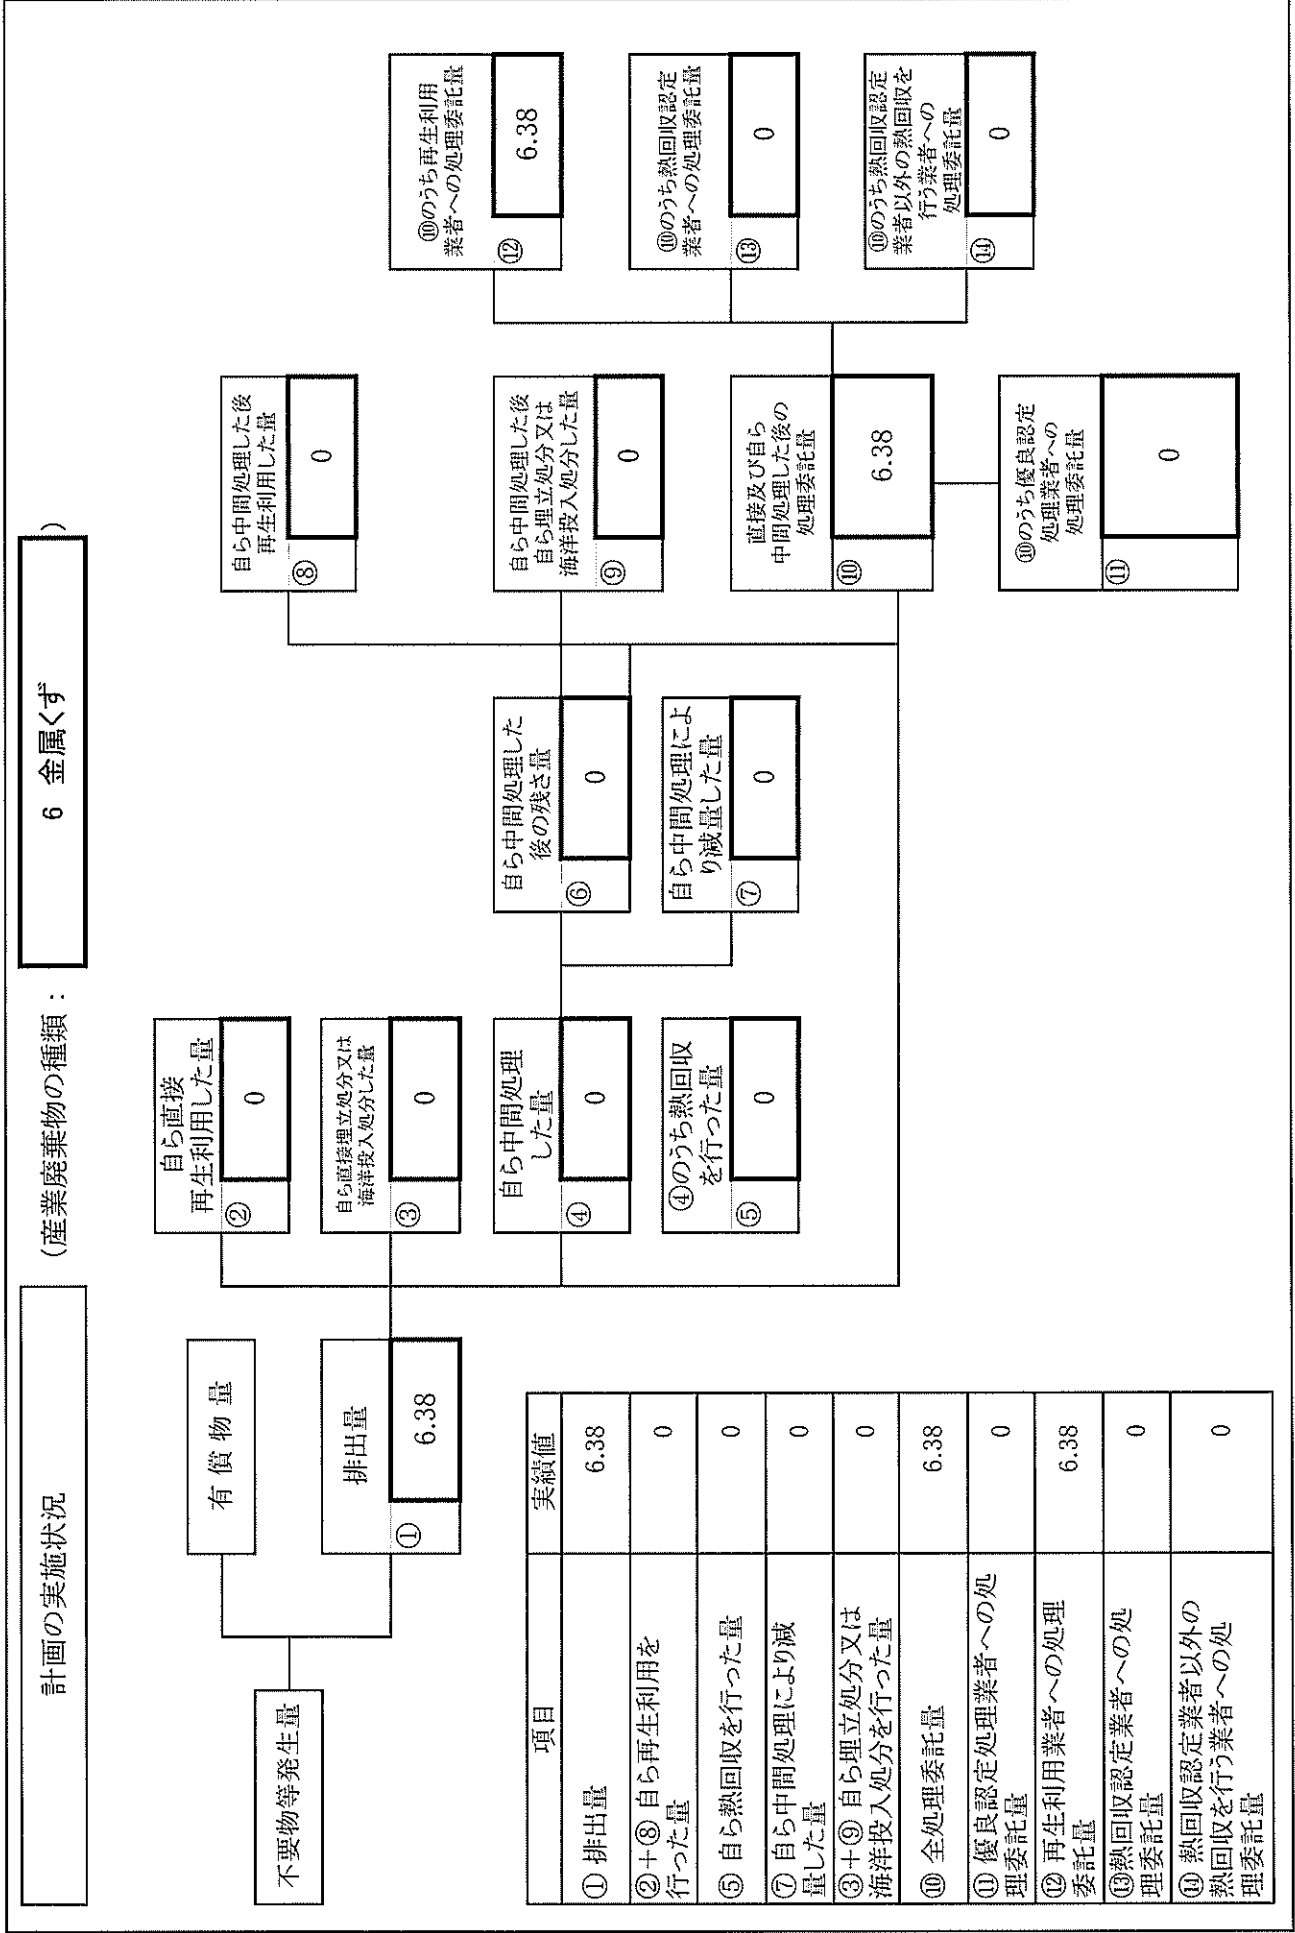 計画の実施状況
(産業廃棄物の種類：
6 金属くず
)
不要物等発生量
有 償 物 量
排出量
①
6.38
自ら直接
再生利用した量
②
0
自ら直接埋立処分又は
海洋投入処分した量
③
0
自ら中間処理
した量
④
0
④のうち熱回収
を行った量
⑤
0
自ら中間処理した
後の残さ量
⑥
0
自ら中間処理によ
り減量した量
⑦
0
自ら中間処理した後
再生利用した量
⑧
0
自ら中間処理した後
自ら埋立処分又は
海洋投入処分した量
⑨
0
直接及び自ら
中間処理した後の
処理委託量
⑩
6.38
⑩のうち優良認定
処理業者への
処理委託量
⑪
0
⑩のうち再生利用
業者への処理委託量
⑫
6.38
⑩のうち熱回収認定
業者への処理委託量
⑬
0
⑩のうち熱回収認定
業者以外の熱回収を
行う業者への
処理委託量
⑭
0
項目 実績値
① 排出量 6.38
②＋⑧ 自ら再生利用を
行った量 0
⑤ 自ら熱回収を行った量 0
⑦ 自ら中間処理により減
量した量 0
③＋⑨ 自ら埋立処分又は
海洋投入処分を行った量 0
⑩ 全処理委託量 6.38
⑪ 優良認定処理業者への処
理委託量 0
⑫ 再生利用業者への処理
委託量 6.38
⑬熱回収認定業者への処
理委託量 0
⑭ 熱回収認定業者以外の
熱回収を行う業者への処
理委託量 0